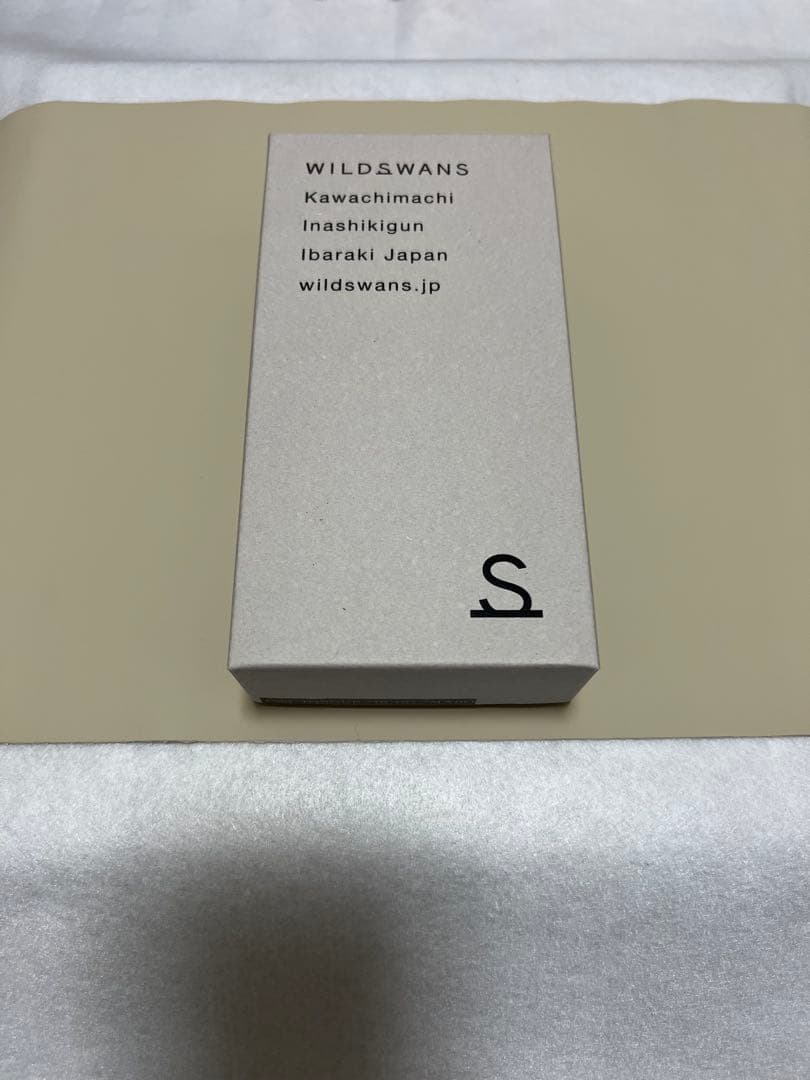 WILDSWANS
Kawachimachi
Inashikigun
Ibaraki Japan
wildswans.jp
S